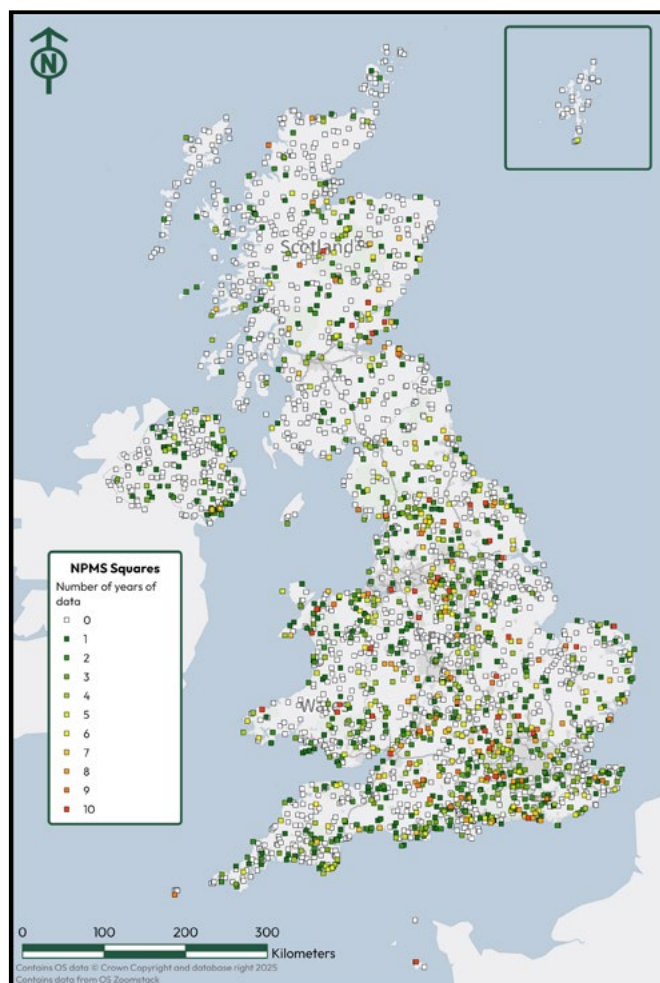 N
Scotland
England
Wales
NPMS Squares
Number of years of
data
0
1
2
3
4
5
6
7
8
9
10
0 100 200 300
Kilometers
Contains OS data © Crown Copyright and database right 2025
Contains data from OS Zoomstack